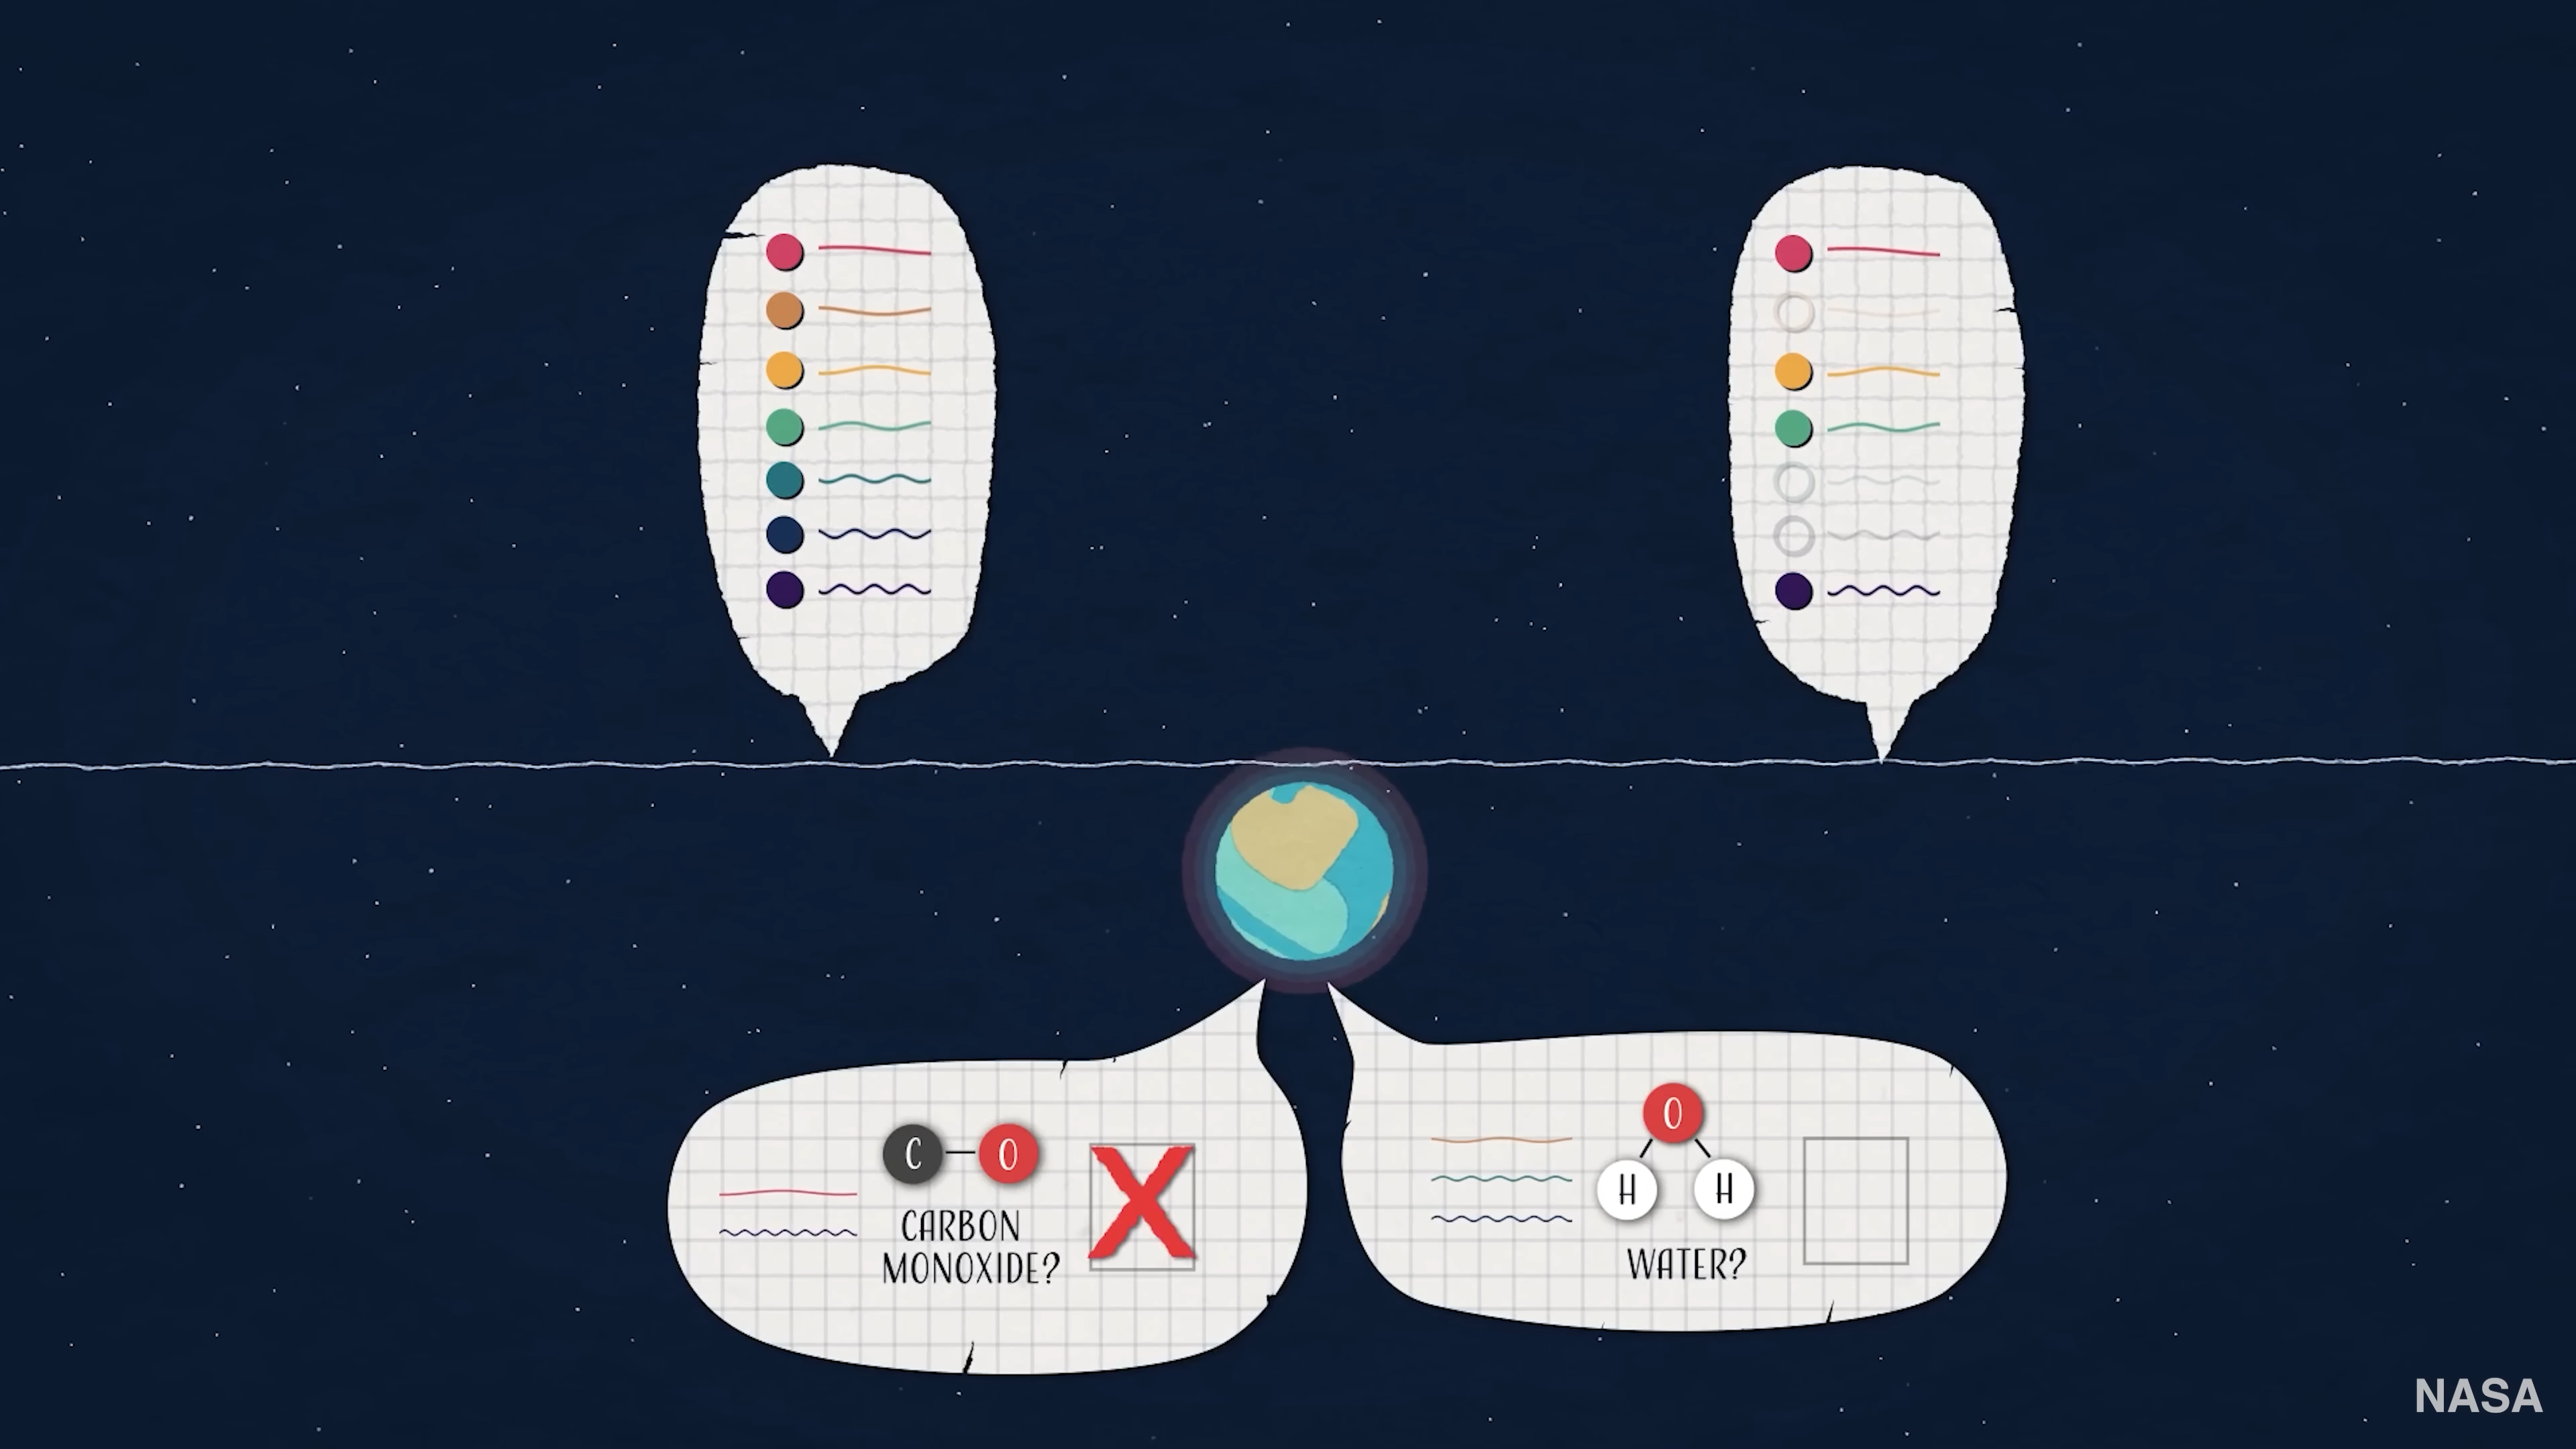 C O
CARBON
MONOXIDE?
O
H H
WATER?
NASA